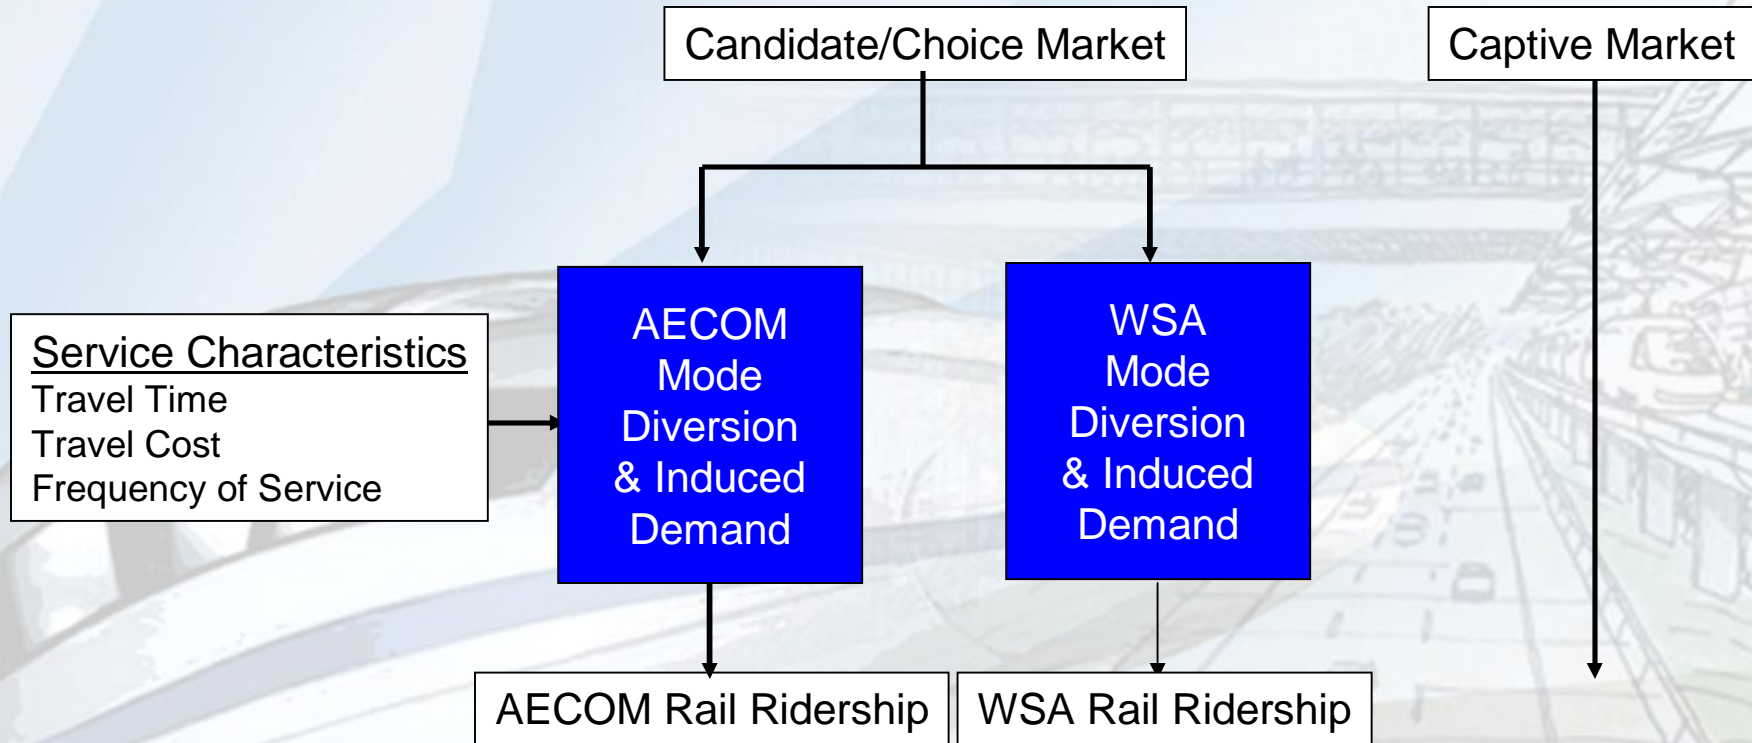 Candidate/Choice Market
Captive Market
Service Characteristics
Travel Time
Travel Cost
Frequency of Service
AECOM
Mode
Diversion
& Induced
Demand
WSA
Mode
Diversion
& Induced
Demand
AECOM Rail Ridership
WSA Rail Ridership